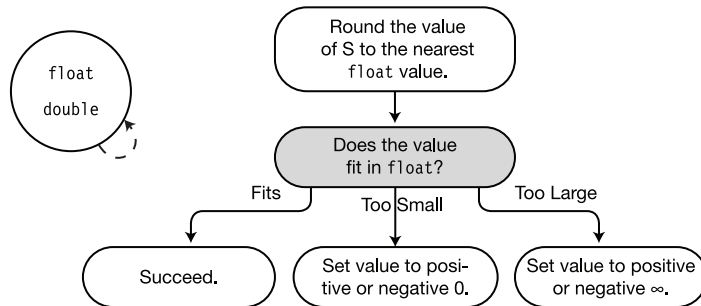 float
double
Round the value
of S to the nearest
float value.
Does the value
fit in float?
Fits
Too Small
Too Large
Succeed.
Set value to posi-
tive or negative 0.
Set value to positive
or negative ∞.